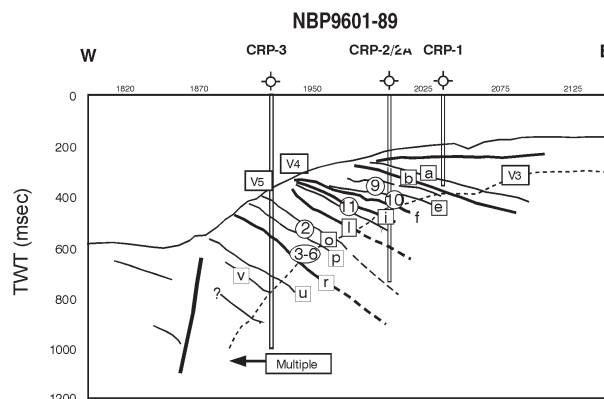 NBP9601-89
W
CRP-3
CRP-2/2A
CRP-1
E
1820
1870
1950
2025
2075
2125
TWT (msec)
0
200
400
600
800
1000
1200
V5
V4
V3
a
b
9
10
e
f
11
i
l
2
o
p
3-6
r
u
v
?
Multiple